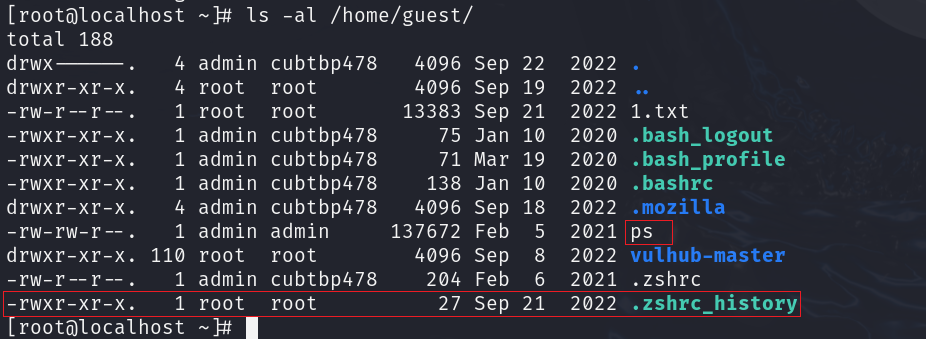 [root@localhost ~]# ls -al /home/guest/
total 188
drwx------.   4 admin cubtbp478   4096 Sep 22  2022 .
drwxr-xr-x.   4 root  root        4096 Sep 19  2022 ..
-rw-r--r--.   1 root  root       13383 Sep 21  2022 1.txt
-rwxr-xr-x.   1 admin cubtbp478     75 Jan 10  2020 .bash_logout
-rwxr-xr-x.   1 admin cubtbp478     71 Mar 19  2020 .bash_profile
-rwxr-xr-x.   1 admin cubtbp478    138 Jan 10  2020 .bashrc
drwxr-xr-x.   4 admin cubtbp478   4096 Sep 18  2022 .mozilla
-rw-rw-r--.   1 admin admin     137672 Feb  5  2021 ps
drwxr-xr-x. 110 root  root        4096 Sep  8  2022 vulhub-master
-rw-r--r--.   1 admin cubtbp478    204 Feb  6  2021 .zshrc
-rwxr-xr-x.   1 root  root          27 Sep 21  2022 .zshrc_history
[root@localhost ~]#